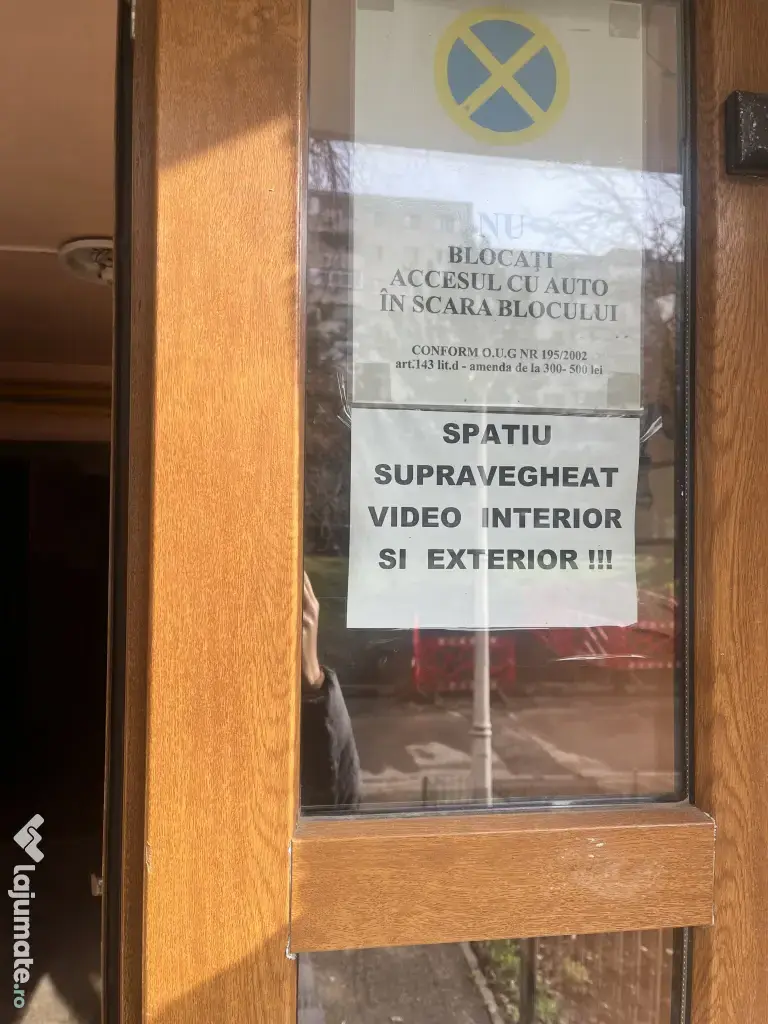 NU
BLOCAŢI
ACCESUL CU AUTO
ÎN SCARA BLOCULUI
CONFORM O.U.G NR 195/2002
art.143 lit.d - amenda de la 300- 500 lei
SPATIU
SUPRAVEGHEAT
VIDEO INTERIOR
SI EXTERIOR !!!
lajumate.ro